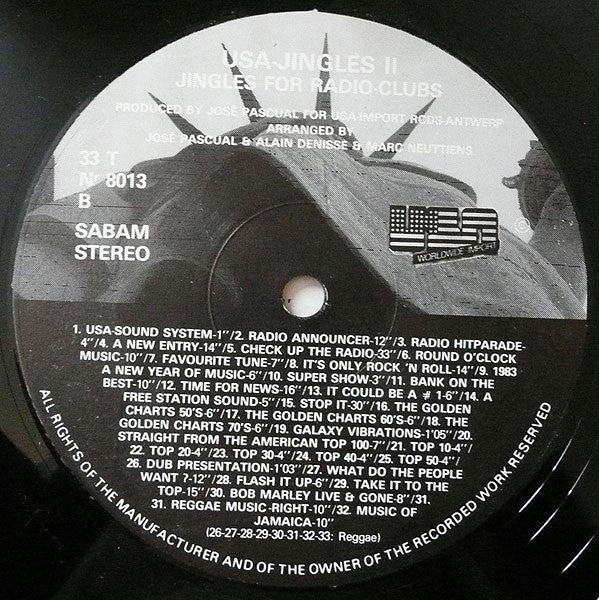 USA-JINGLES II
JINGLES FOR RADIO-CLUBS
PRODUCED BY JOSÉ PASCUAL FOR USA-IMPORT RCDS-ANTWERP
ARRANGED BY
JOSÉ PASCUAL & ALAIN DENISSE & MARC NEUTTIENS
33 T
Nr 8013
B
SABAM
STEREO
USA
WORLDWIDE IMPORT
®
1. USA-SOUND SYSTEM-1"/2. RADIO ANNOUNCER-12"/3. RADIO HITPARADE-
4"/4. A NEW ENTRY-14"/5. CHECK UP THE RADIO-33"/6. ROUND O'CLOCK
MUSIC-10"/7. FAVOURITE TUNE-7"/8. IT'S ONLY ROCK 'N ROLL-14"/9. 1983
A NEW YEAR OF MUSIC-6"/10. SUPER SHOW-3"/11. BANK ON THE
BEST-10"/12. TIME FOR NEWS-16"/13. IT COULD BE A # 1-6"/14. A
FREE STATION SOUND-5"/15. STOP IT-30"/16. THE GOLDEN
CHARTS 50'S-6"/17. THE GOLDEN CHARTS 60'S-6"/18. THE
GOLDEN CHARTS 70'S-6"/19. GALAXY VIBRATIONS-1'05"/20.
STRAIGHT FROM THE AMERICAN TOP 100-7"/21. TOP 10-4"/
22. TOP 20-4"/23. TOP 30-4"/24. TOP 40-4"/25. TOP 50-4"/
26. DUB PRESENTATION-1'03"/27. WHAT DO THE PEOPLE
WANT 7-12"/28. FLASH IT UP-6"/29. TAKE IT TO THE
TOP-15"/30. BOB MARLEY LIVE & GONE-8"/31.
31. REGGAE MUSIC-RIGHT-10"/32. MUSIC OF
JAMAICA-10"
(26-27-28-29-30-31-32-33: Reggae)
ALL RIGHTS OF THE MANUFACTURER AND OF THE OWNER OF THE RECORDED WORK RESERVED